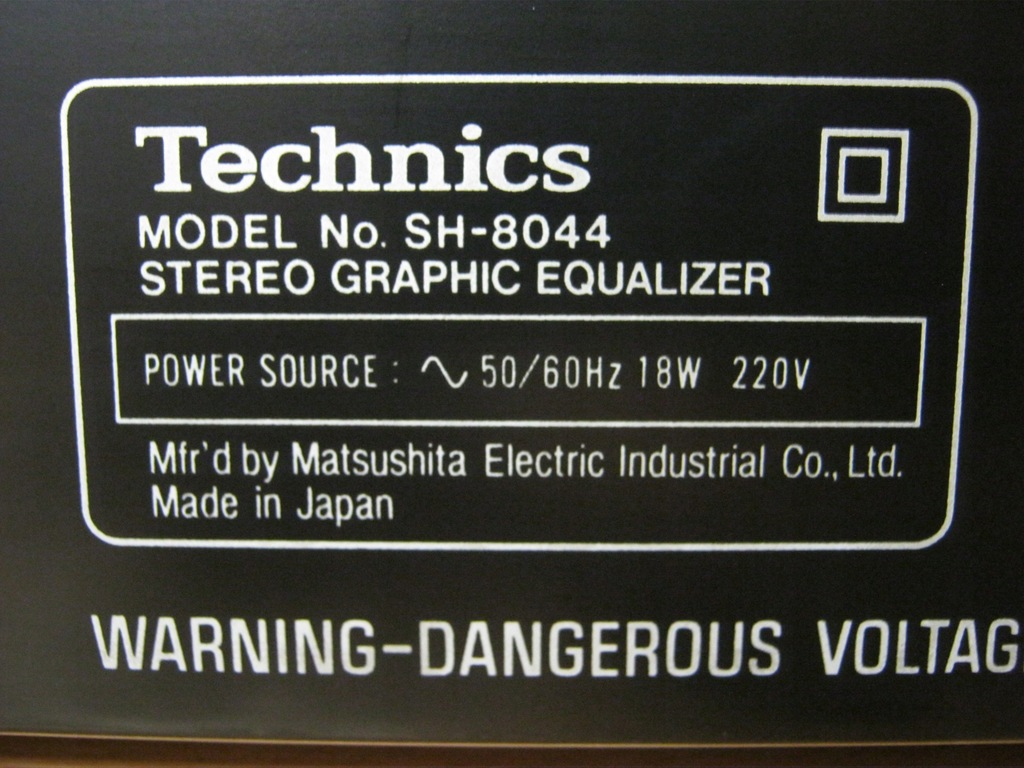 Technics
MODEL No. SH-8044
STEREO GRAPHIC EQUALIZER
POWER SOURCE : ∿ 50/60Hz 18W 220V
Mfr'd by Matsushita Electric Industrial Co., Ltd.
Made in Japan
WARNING-DANGEROUS VOLTAG